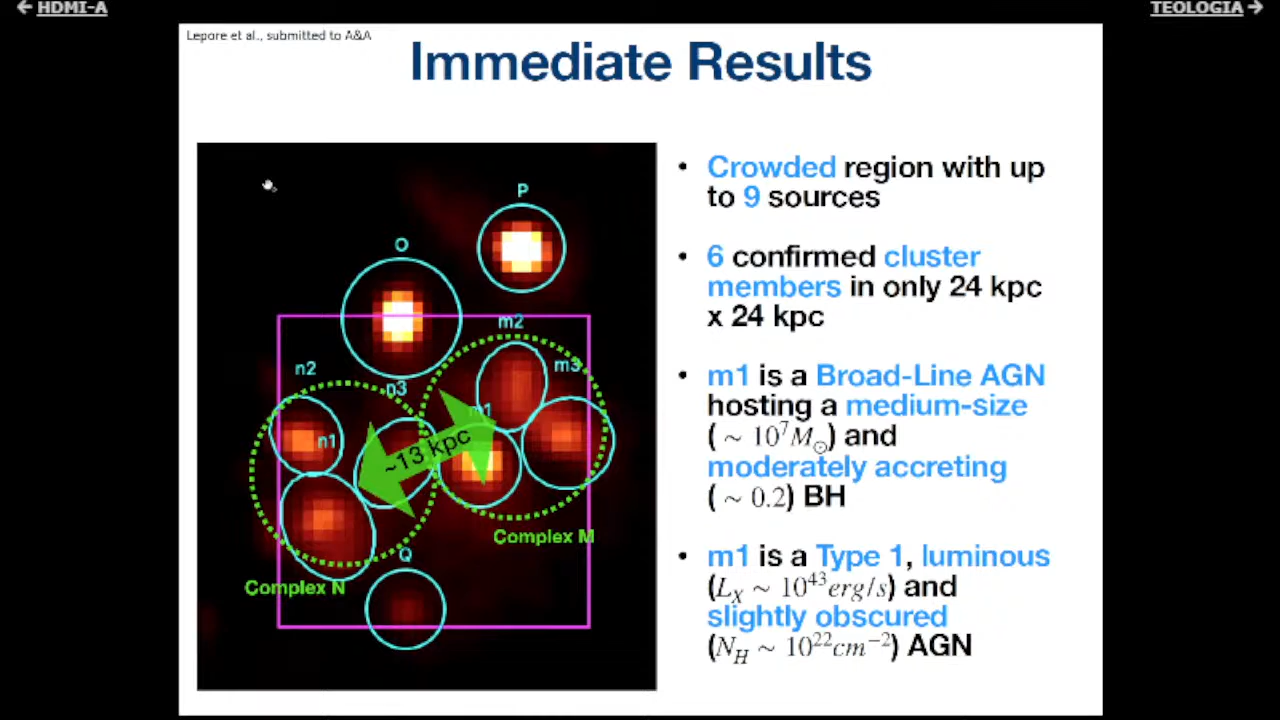 ← HDMI-A
TEOLOGIA →
Lepore et al., submitted to A&A
Immediate Results
P
O
m2
n2
m3
n3
m1
n1
~13 kpc
Complex M
Q
Complex N
• Crowded region with up
to 9 sources
• 6 confirmed cluster
members in only 24 kpc
x 24 kpc
• m1 is a Broad-Line AGN
hosting a medium-size
( ~ 10⁷M☉) and
moderately accreting
( ~ 0.2) BH
• m1 is a Type 1, luminous
(L_X ~ 10⁴³erg/s) and
slightly obscured
(N_H ~ 10²²cm⁻²) AGN